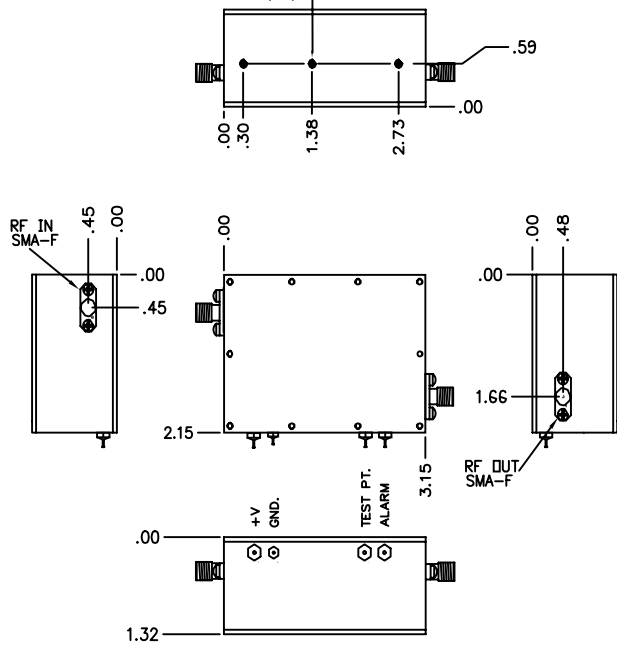 .59
.00
.00
.30
1.38
2.73
RF IN
SMA-F
.45
.00
.00
.45
.00
2.15
3.15
.00
.48
.00
1.66
RF OUT
SMA-F
+V
GND.
TEST PT.
ALARM
.00
1.32